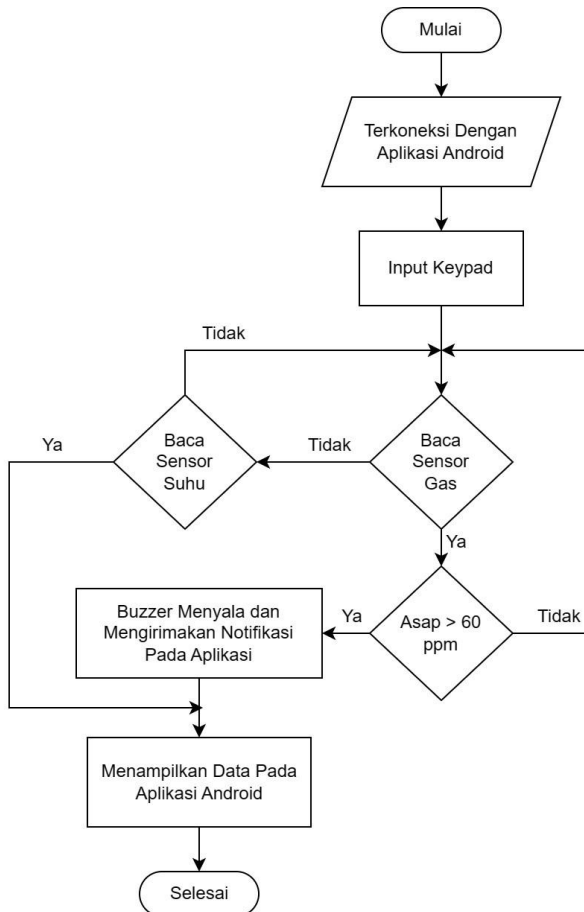 Mulai
Terkoneksi Dengan
Aplikasi Android
Input Keypad
Tidak
Ya
Baca
Sensor
Suhu
Tidak
Baca
Sensor
Gas
Ya
Buzzer Menyala dan
Mengirimakan Notifikasi
Pada Aplikasi
Ya
Asap > 60
ppm
Tidak
Menampilkan Data Pada
Aplikasi Android
Selesai